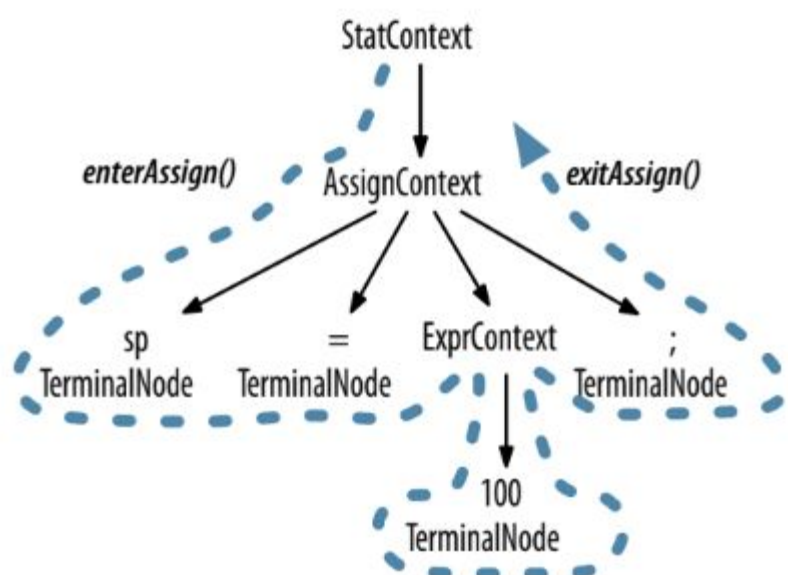 StatContext
enterAssign()
AssignContext
exitAssign()
sp
TerminalNode
=
TerminalNode
ExprContext
;
TerminalNode
100
TerminalNode